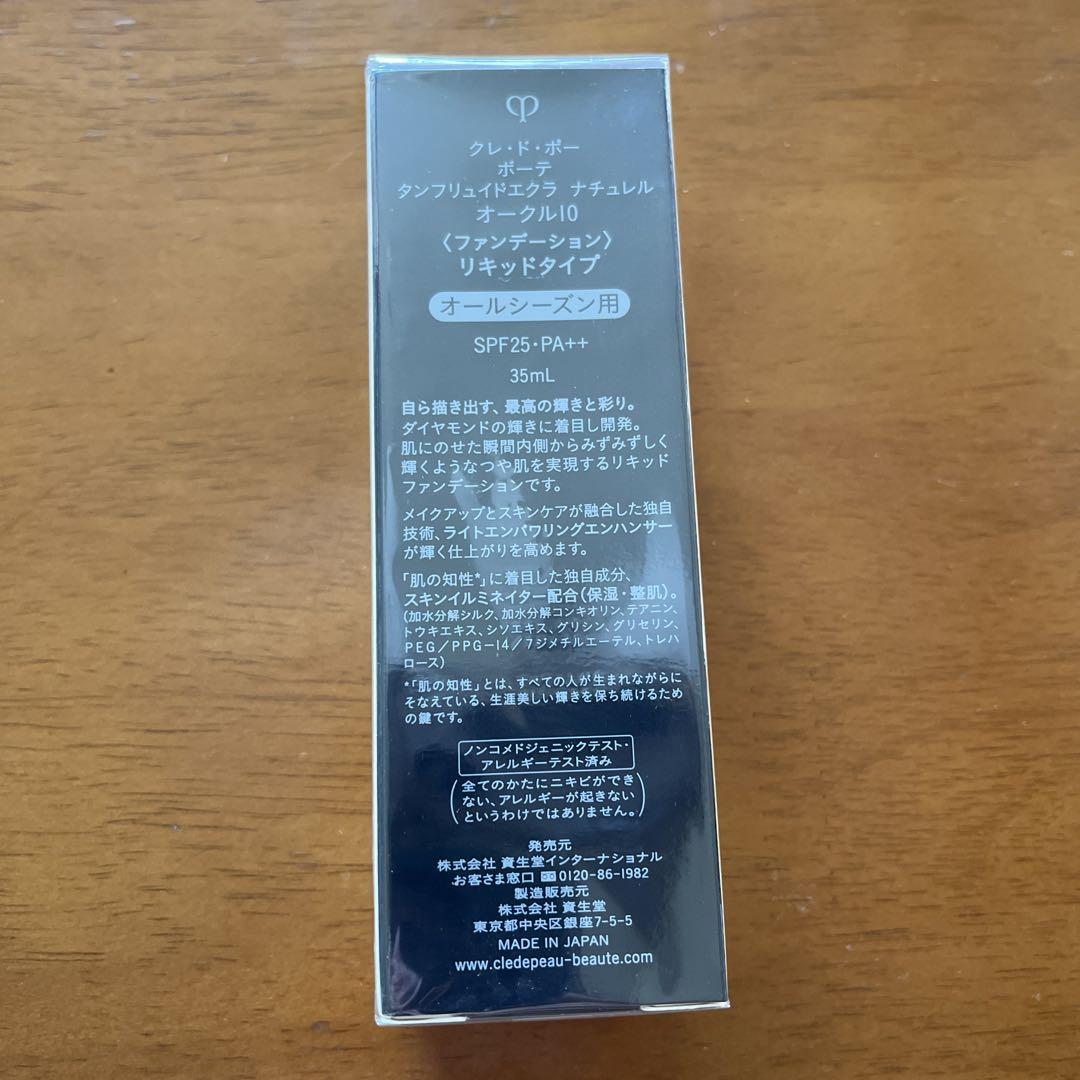 クレ・ド・ポー
ボーテ
タンフリュイドエクラ ナチュレル
オークル10
〈ファンデーション〉
リキッドタイプ
オールシーズン用
SPF25・PA++
35mL
自ら描き出す、最高の輝きと彩り。
ダイヤモンドの輝きに着目し開発。
肌にのせた瞬間内側からみずみずしく
輝くようなつや肌を実現するリキッド
ファンデーションです。
メイクアップとスキンケアが融合した独自
技術、ライトエンパワリングエンハンサー
が輝く仕上がりを高めます。
「肌の知性*」に着目した独自成分、
スキンイルミネイター配合(保湿・整肌)。
(加水分解シルク、加水分解コンキオリン、テアニン、
トウキエキス、シソエキス、グリシン、グリセリン、
PEG/PPG-14/7ジメチルエーテル、トレハ
ロース)
*「肌の知性」とは、すべての人が生まれながらに
そなえている、生涯美しい輝きを保ち続けるため
の鍵です。
ノンコメドジェニックテスト・
アレルギーテスト済み
(全てのかたにニキビができ
ない、アレルギーが起きない
というわけではありません。)
発売元
株式会社 資生堂インターナショナル
お客さま窓口 0120-86-1982
製造販売元
株式会社 資生堂
東京都中央区銀座7-5-5
MADE IN JAPAN
www.cledepeau-beaute.com